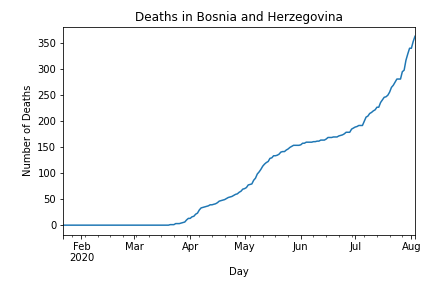 Deaths in Bosnia and Herzegovina
350
300
250
200
150
100
50
0
Number of Deaths
Feb Mar Apr May Jun Jul Aug
2020
Day